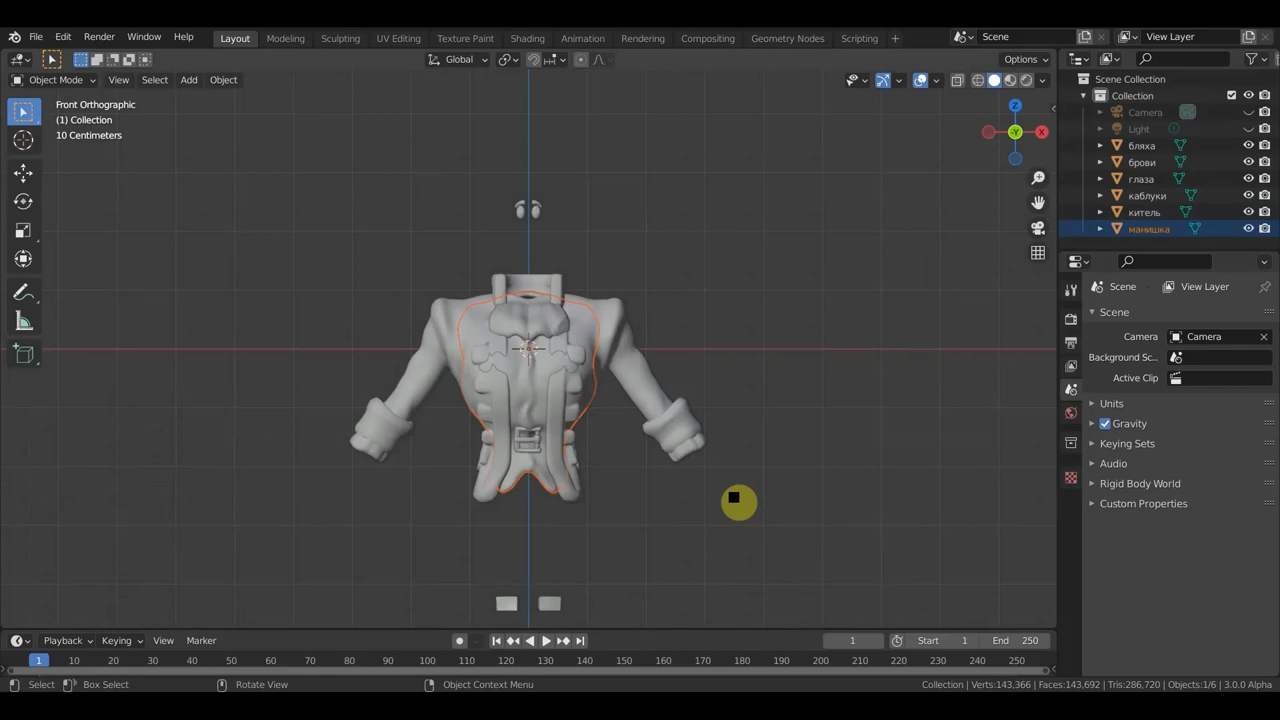 File Edit Render Window Help Layout Modeling Sculpting UV Editing Texture Paint Shading Animation Rendering Compositing Geometry Nodes Scripting + Scene View Layer
Global Options
Object Mode View Select Add Object
Front Orthographic
(1) Collection
10 Centimeters
Z
X
-Y
Scene Collection
Collection
Camera
Light
бляха
брови
глаза
каблуки
китель
манишка
Scene View Layer
Scene
Camera Camera
Background Sc...
Active Clip
Units
Gravity
Keying Sets
Audio
Rigid Body World
Custom Properties
Playback Keying View Marker 1 Start 1 End 250
1 10 20 30 40 50 60 70 80 90 100 110 120 130 140 150 160 170 180 190 200 210 220 230 240 250
Select Box Select Rotate View Object Context Menu Collection | Verts:143,366 | Faces:143,692 | Tris:286,720 | Objects:1/6 | 3.0.0 Alpha